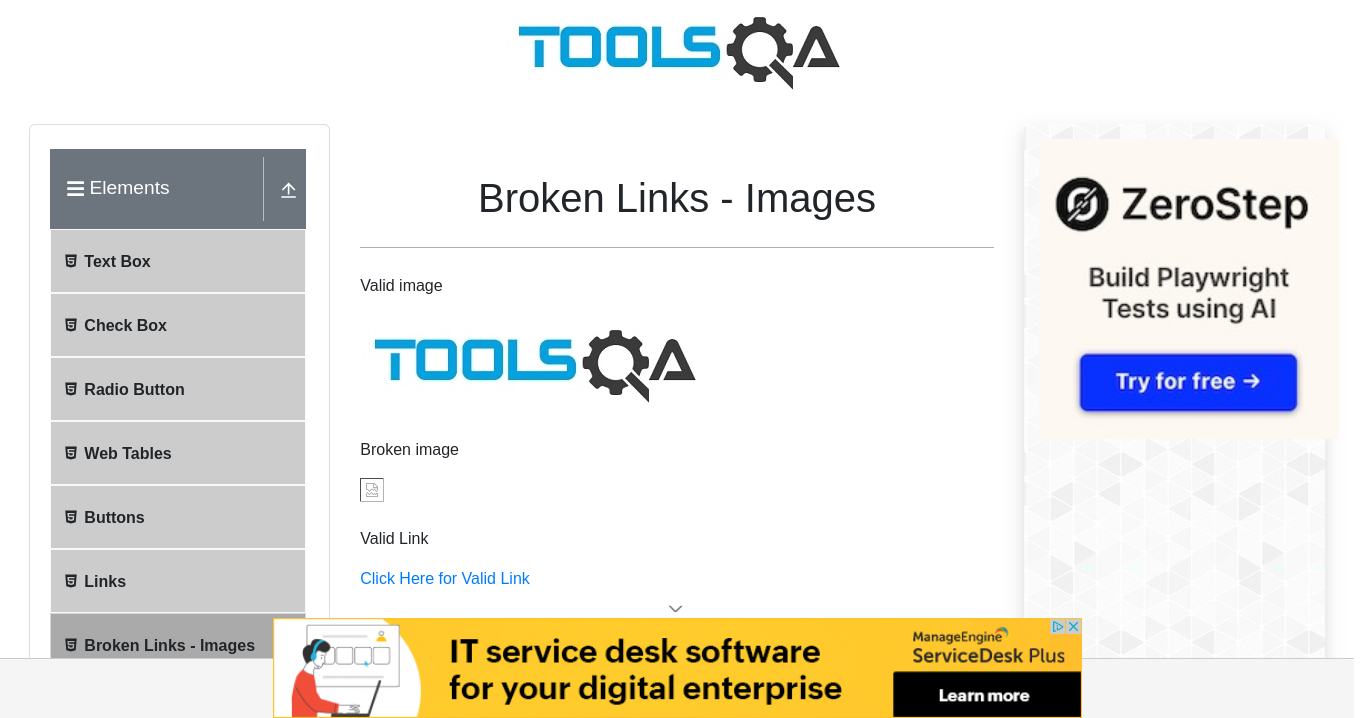 TOOLSQA
Elements
Text Box
Check Box
Radio Button
Web Tables
Buttons
Links
Broken Links - Images
Broken Links - Images
Valid image
TOOLSQA
Broken image
Valid Link
Click Here for Valid Link
ZeroStep
Build Playwright
Tests using AI
Try for free →
IT service desk software
for your digital enterprise
ManageEngine
ServiceDesk Plus
Learn more